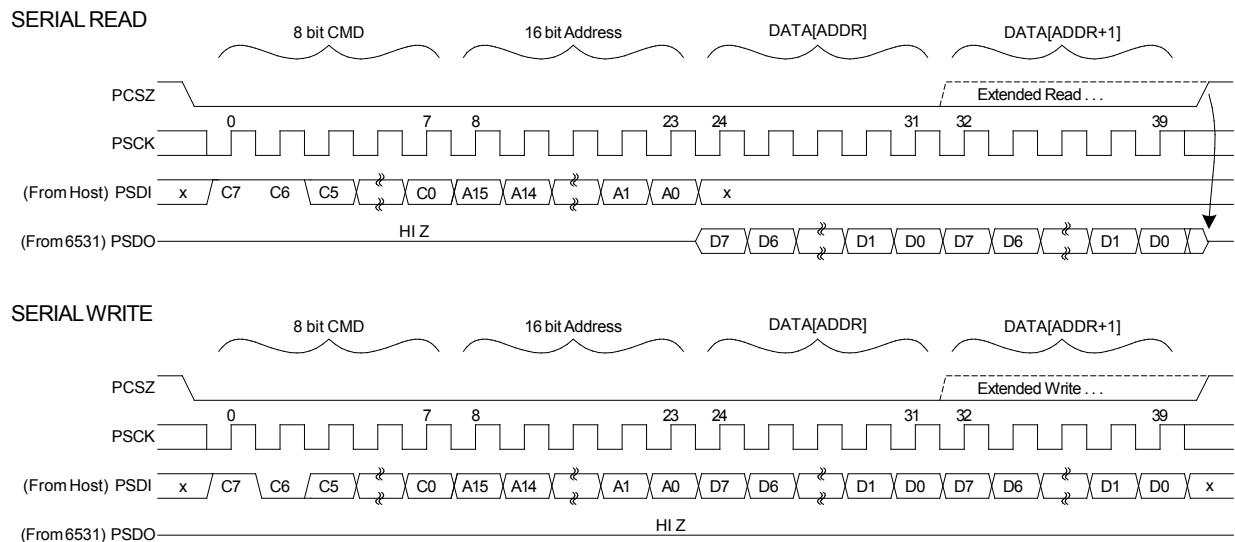 SERIAL READ
8 bit CMD 16 bit Address DATA[ADDR] DATA[ADDR+1]
PCSZ Extended Read . . .
0 7 8 23 24 31 32 39
PSCK
(From Host) PSDI x C7 C6 C5 C0 A15 A14 A1 A0 x
HI Z
(From 6531) PSDO D7 D6 D1 D0 D7 D6 D1 D0
SERIAL WRITE
8 bit CMD 16 bit Address DATA[ADDR] DATA[ADDR+1]
PCSZ Extended Write . . .
0 7 8 23 24 31 32 39
PSCK
(From Host) PSDI x C7 C6 C5 C0 A15 A14 A1 A0 D7 D6 D1 D0 D7 D6 D1 D0 x
HI Z
(From 6531) PSDO